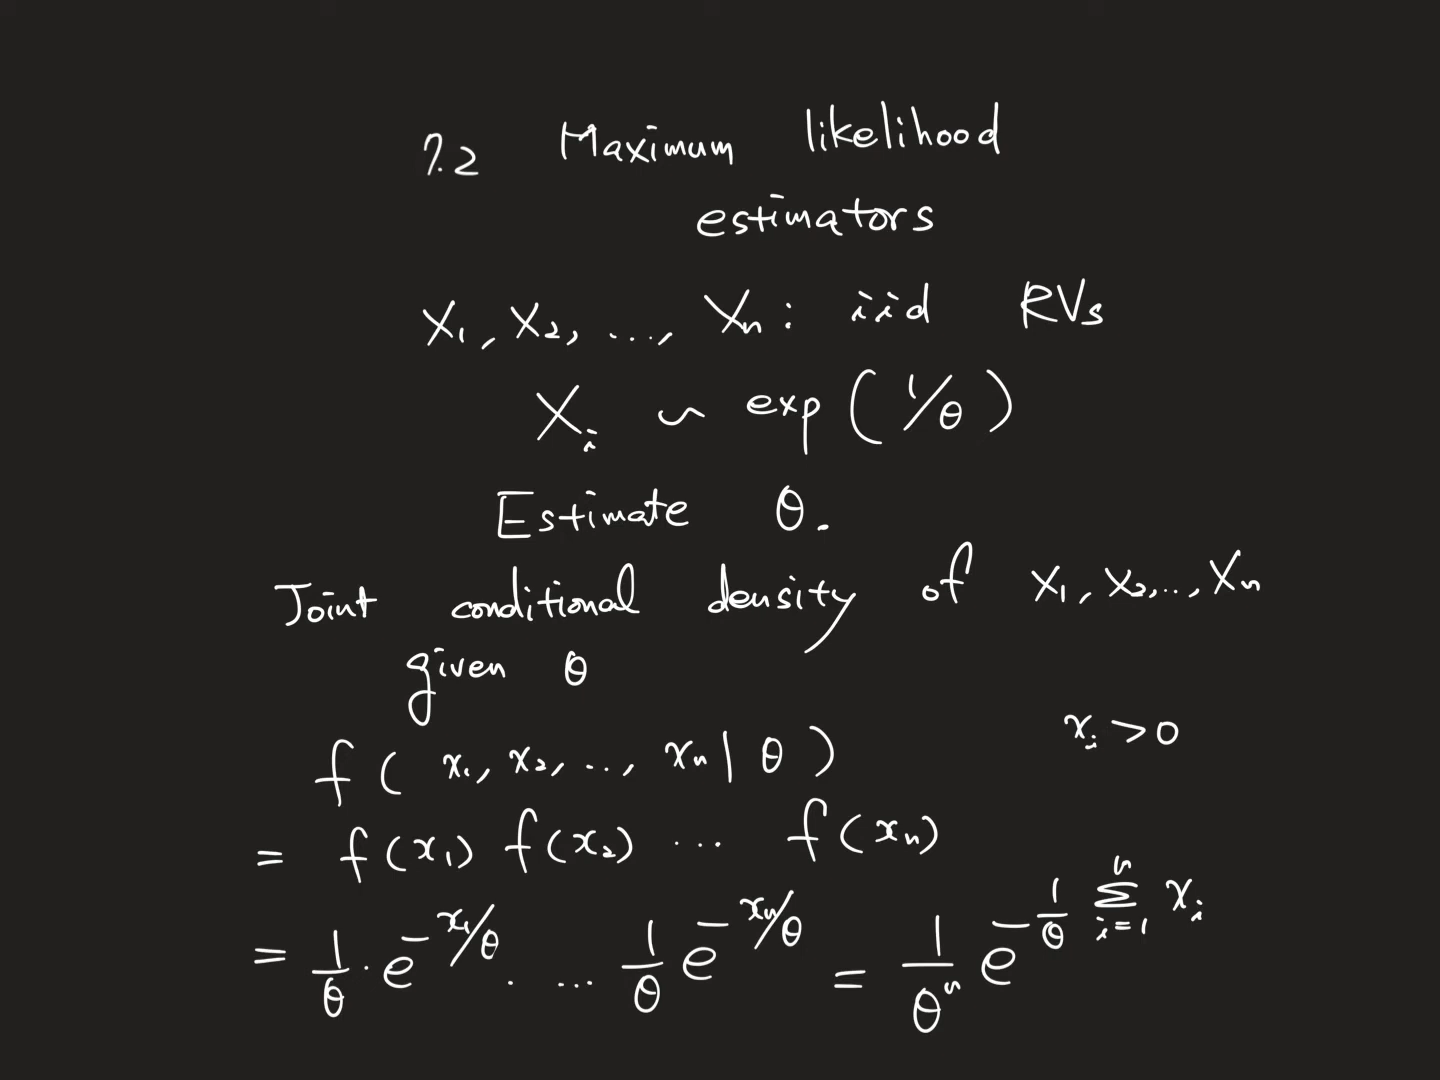 7.2 Maximum likelihood
estimators
X₁, X₂, ..., Xₙ : iid RVs
Xᵢ ~ exp(1/θ)
Estimate θ.
Joint conditional density of X₁, X₂, ..., Xₙ
given θ
f(x₁, x₂, ..., xₙ | θ) xᵢ > 0
= f(x₁) f(x₂) ... f(xₙ)
= 1/θ · e^{-x₁/θ} · ... 1/θ e^{-xₙ/θ} = 1/θⁿ e^{-1/θ Σ_{i=1}^{n} xᵢ}